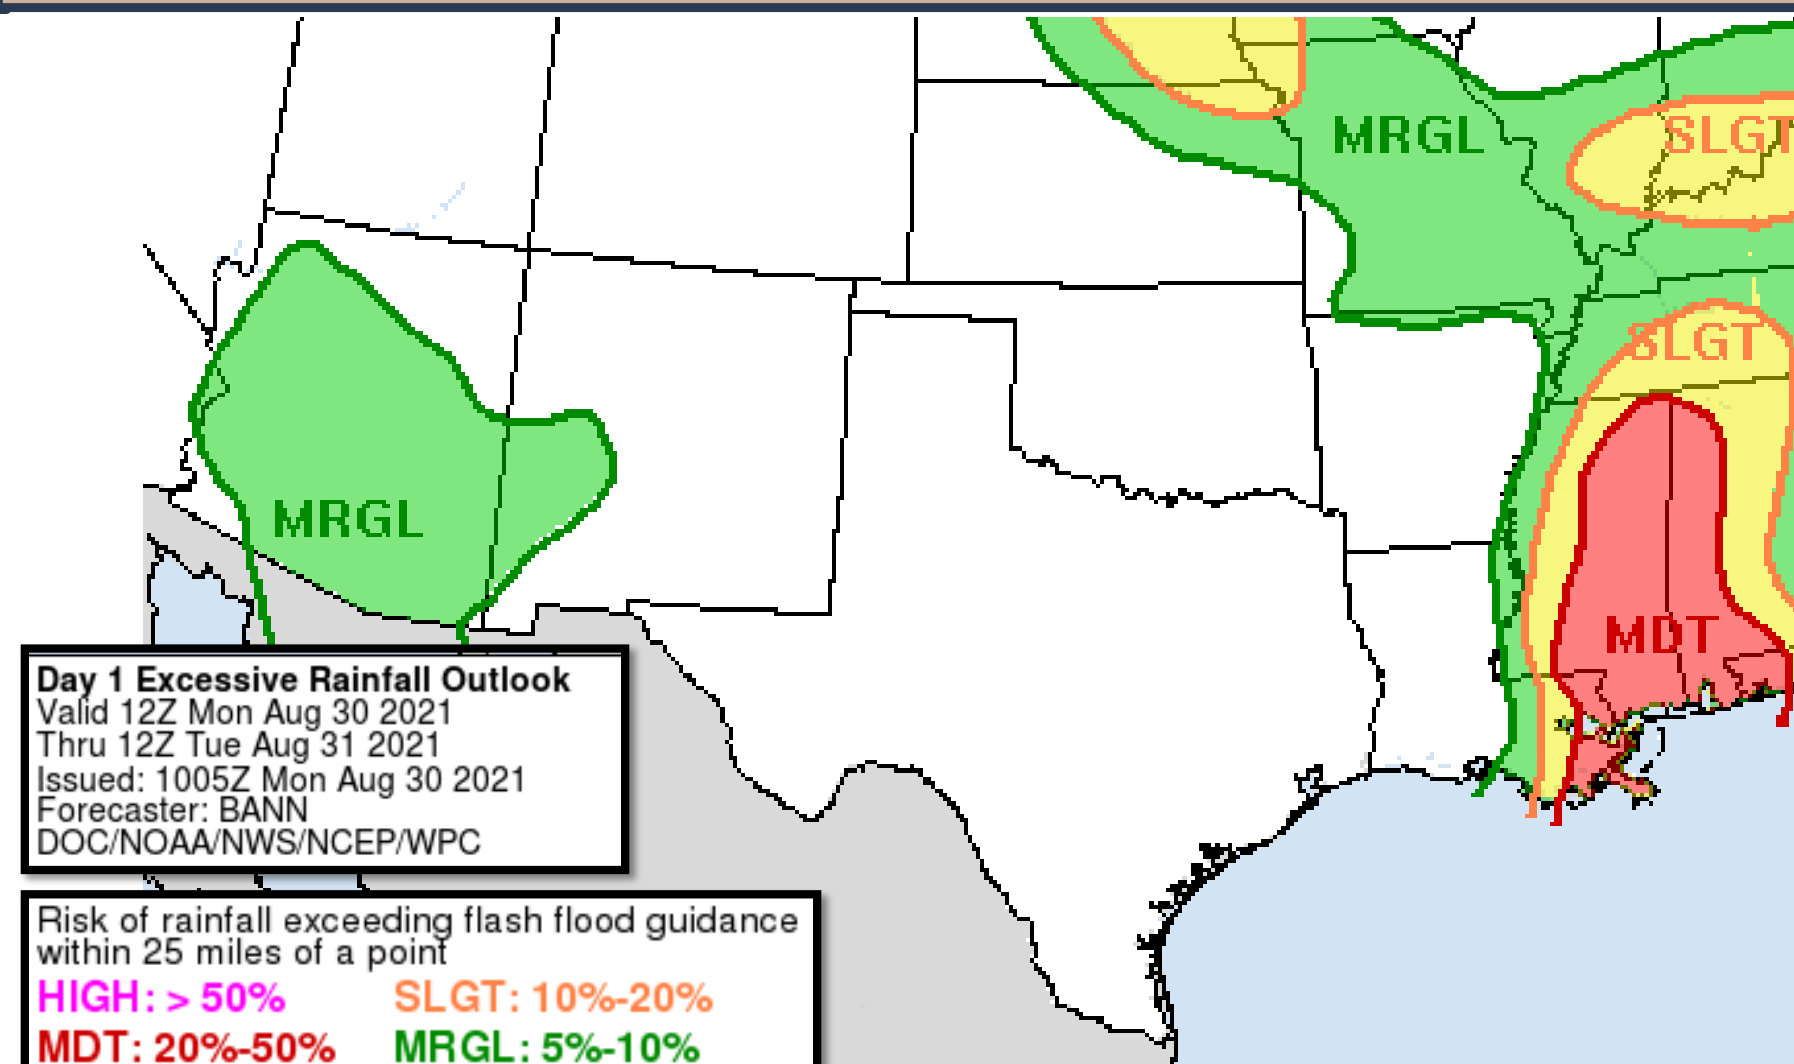 MRGL
SLGT
SLGT
MRGL
MDT
Day 1 Excessive Rainfall Outlook
Valid 12Z Mon Aug 30 2021
Thru 12Z Tue Aug 31 2021
Issued: 1005Z Mon Aug 30 2021
Forecaster: BANN
DOC/NOAA/NWS/NCEP/WPC
Risk of rainfall exceeding flash flood guidance
within 25 miles of a point
HIGH: > 50% SLGT: 10%-20%
MDT: 20%-50% MRGL: 5%-10%